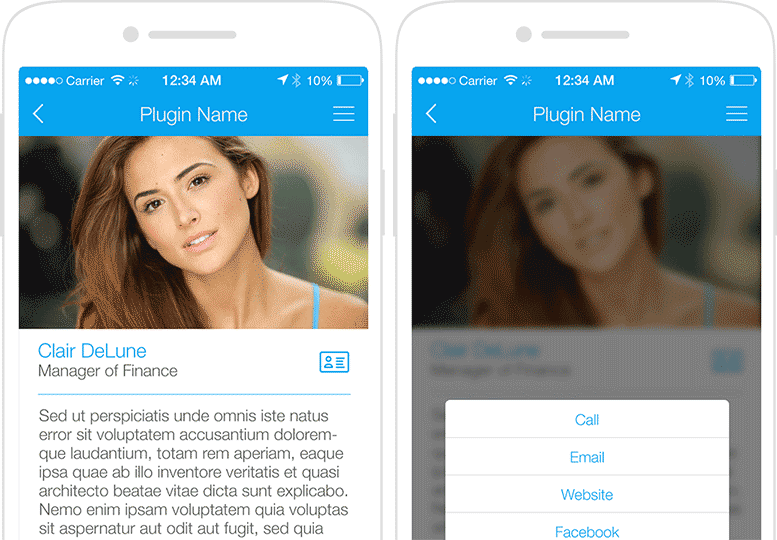 Carrier 12:34 AM 10%
Plugin Name
Clair DeLune
Manager of Finance
Sed ut perspiciatis unde omnis iste natus
error sit voluptatem accusantium dolorem-
que laudantium, totam rem aperiam, eaque
ipsa quae ab illo inventore veritatis et quasi
architecto beatae vitae dicta sunt explicabo.
Nemo enim ipsam voluptatem quia voluptas
sit aspernatur aut odit aut fugit, sed quia
Carrier 12:34 AM 10%
Plugin Name
Clair DeLune
Manager of Finance
Call
Email
Website
Facebook